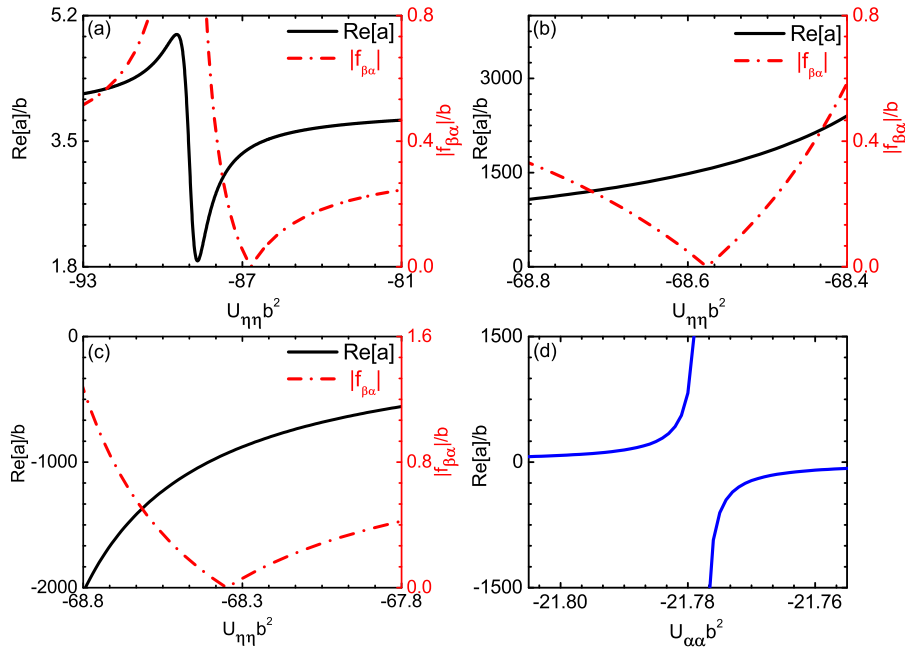 (a)
Re[a]
|fβα|
5.2
3.5
1.8
Re[a]/b
0.8
0.4
0.0
|fβα|/b
-93
-87
-81
Uηηb²
(b)
Re[a]
|fβα|
3000
1500
0
Re[a]/b
0.8
0.4
0.0
|fβα|/b
-68.8
-68.6
-68.4
Uηηb²
(c)
Re[a]
|fβα|
0
-1000
-2000
Re[a]/b
1.6
0.8
0.0
|fβα|/b
-68.8
-68.3
-67.8
Uηηb²
(d)
1500
0
-1500
Re[a]/b
-21.80
-21.78
-21.76
Uααb²